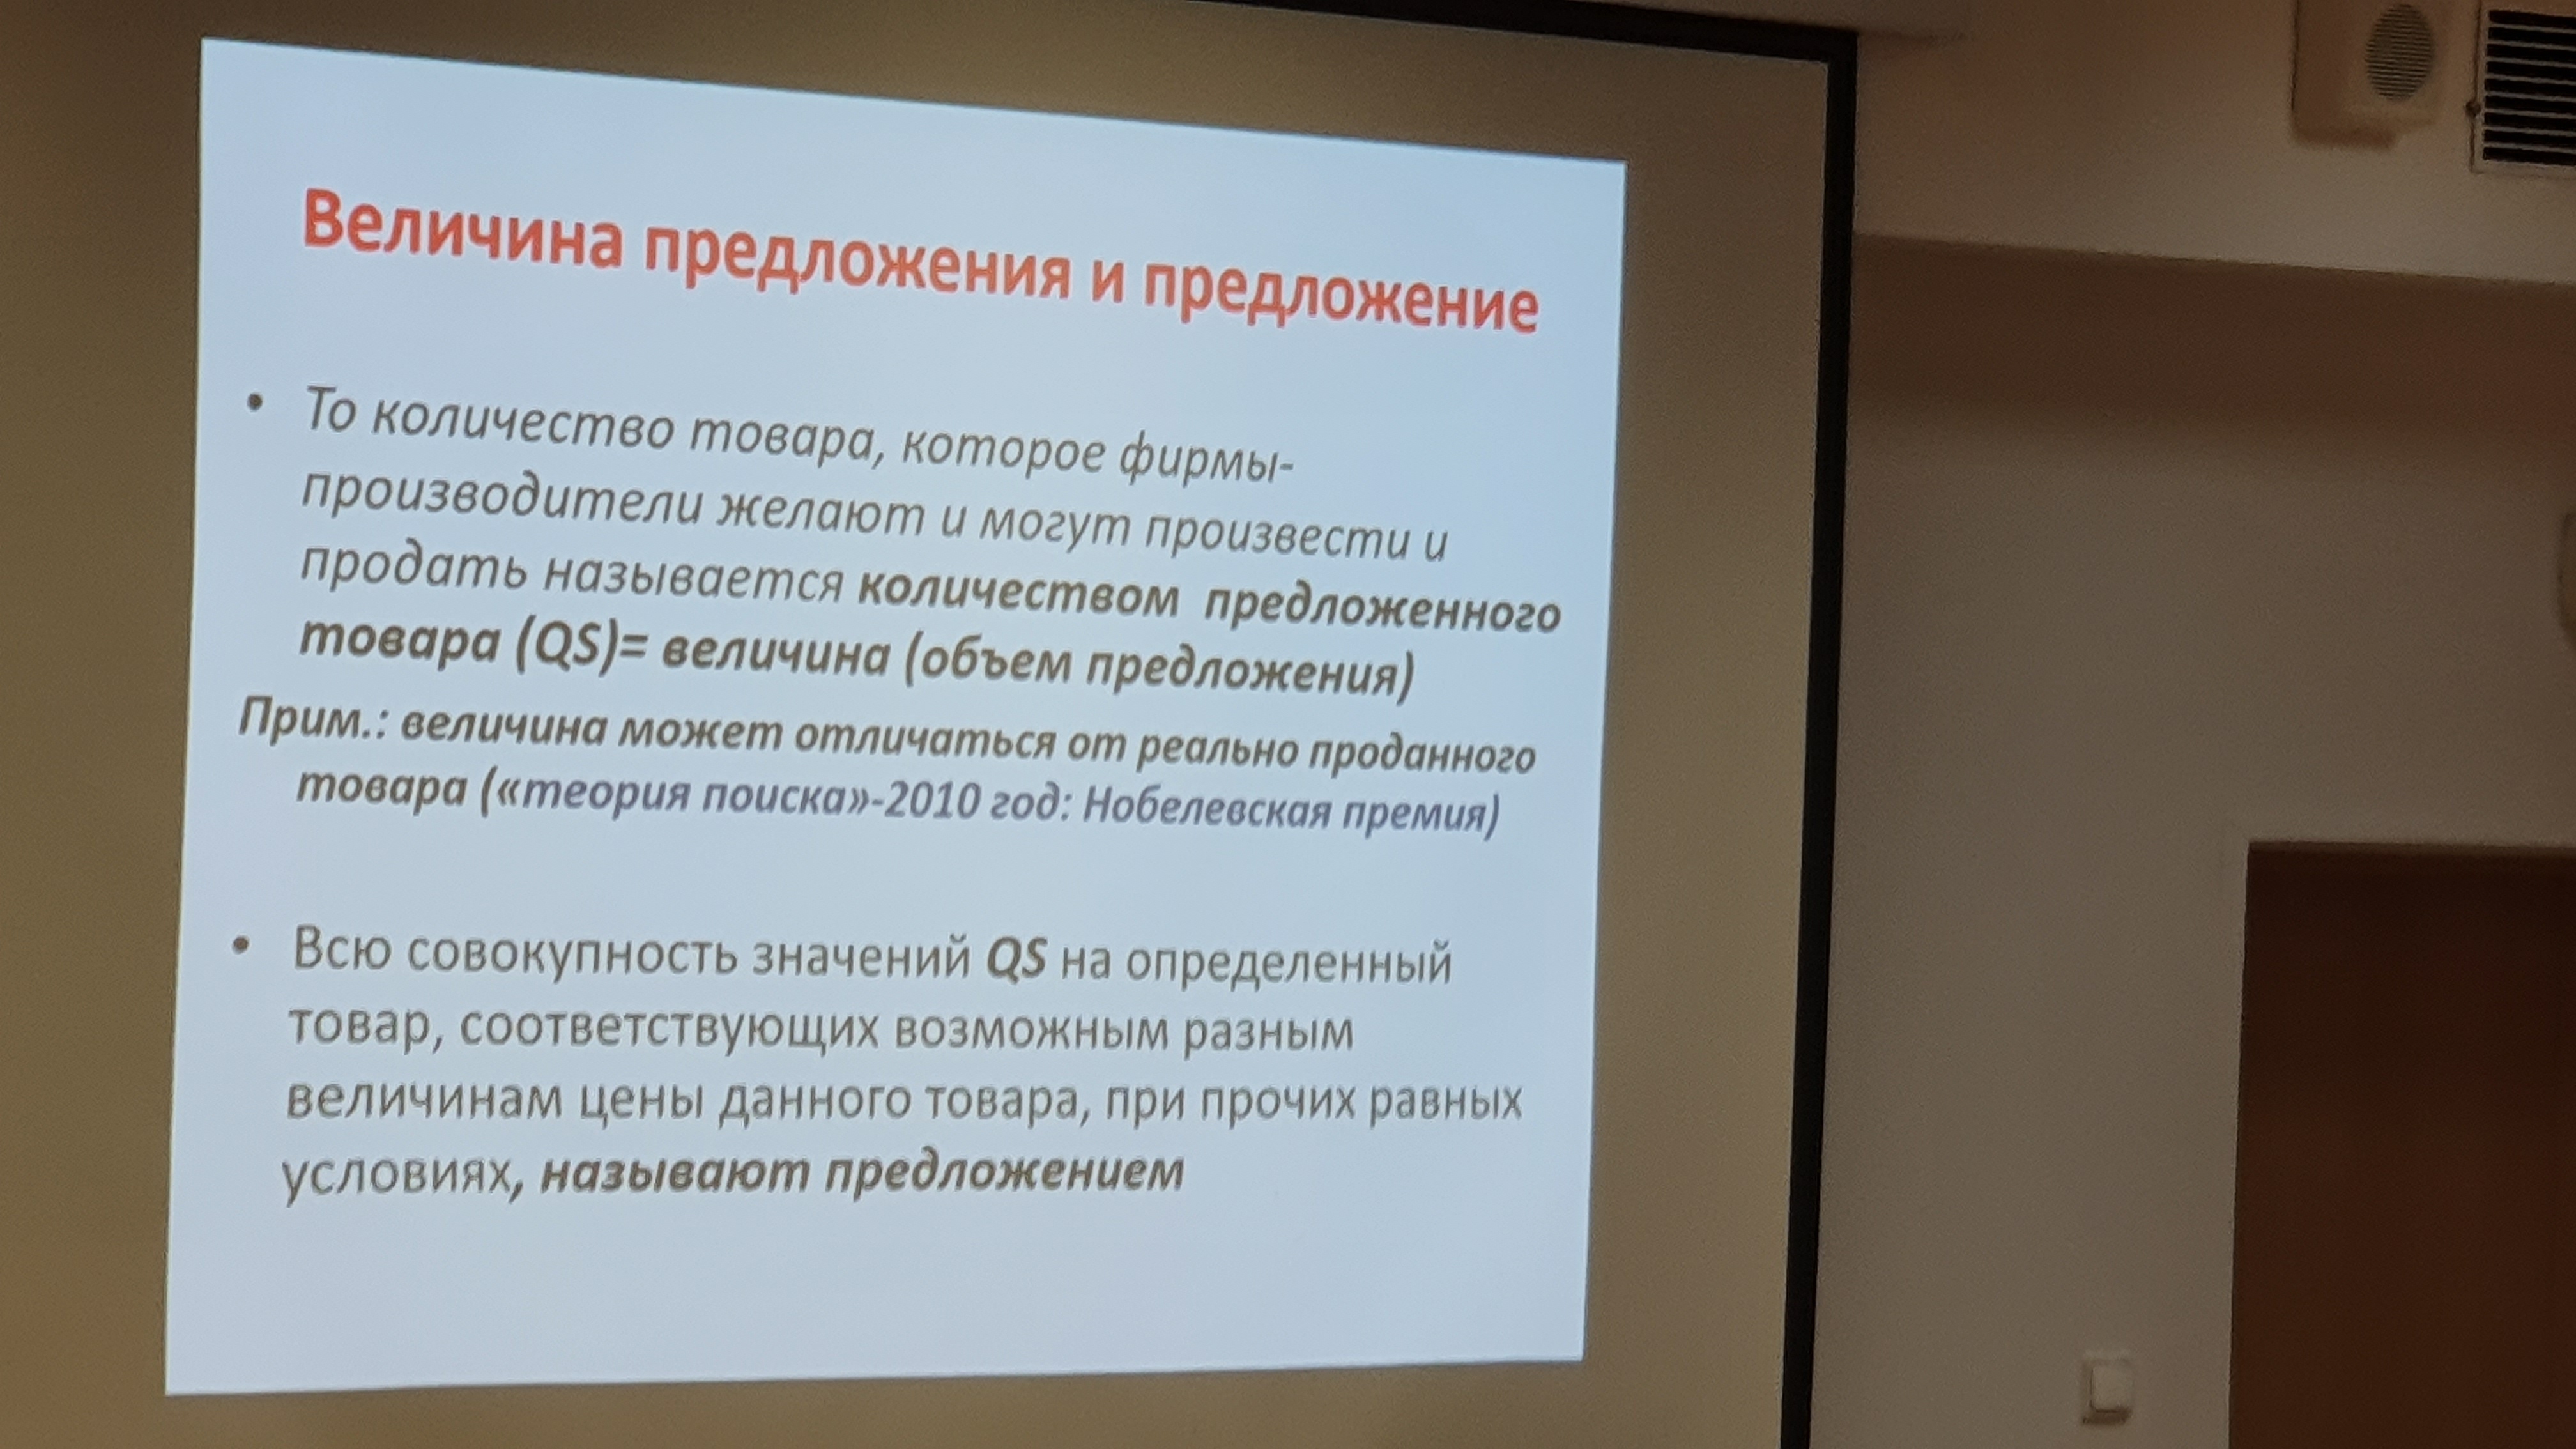 Величина предложения и предложение
• То количество товара, которое фирмы-
производители желают и могут произвести и
продать называется количеством предложенного
товара (QS)= величина (объем предложения)
Прим.: величина может отличаться от реально проданного
товара («теория поиска»-2010 год: Нобелевская премия)
• Всю совокупность значений QS на определенный
товар, соответствующих возможным разным
величинам цены данного товара, при прочих равных
условиях, называют предложением